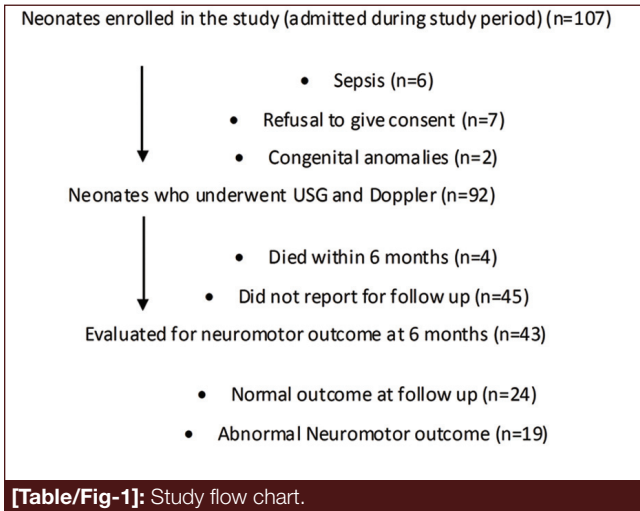 Neonates enrolled in the study (admitted during study period) (n=107)
• Sepsis (n=6)
• Refusal to give consent (n=7)
• Congenital anomalies (n=2)
Neonates who underwent USG and Doppler (n=92)
• Died within 6 months (n=4)
• Did not report for follow up (n=45)
Evaluated for neuromotor outcome at 6 months (n=43)
• Normal outcome at follow up (n=24)
• Abnormal Neuromotor outcome (n=19)
[Table/Fig-1]: Study flow chart.